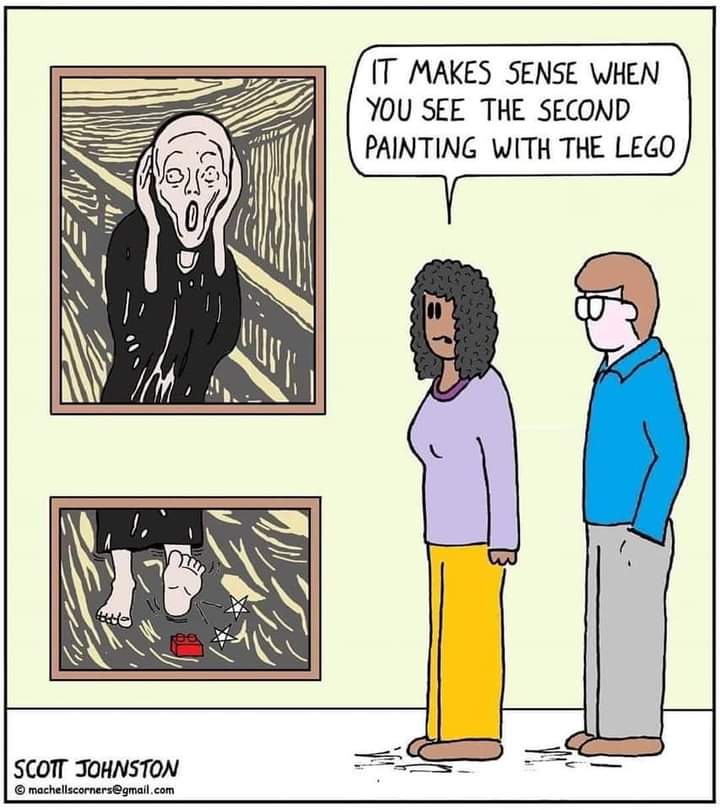 IT MAKES SENSE WHEN
YOU SEE THE SECOND
PAINTING WITH THE LEGO
SCOTT JOHNSTON
© machellscorners@gmail.com